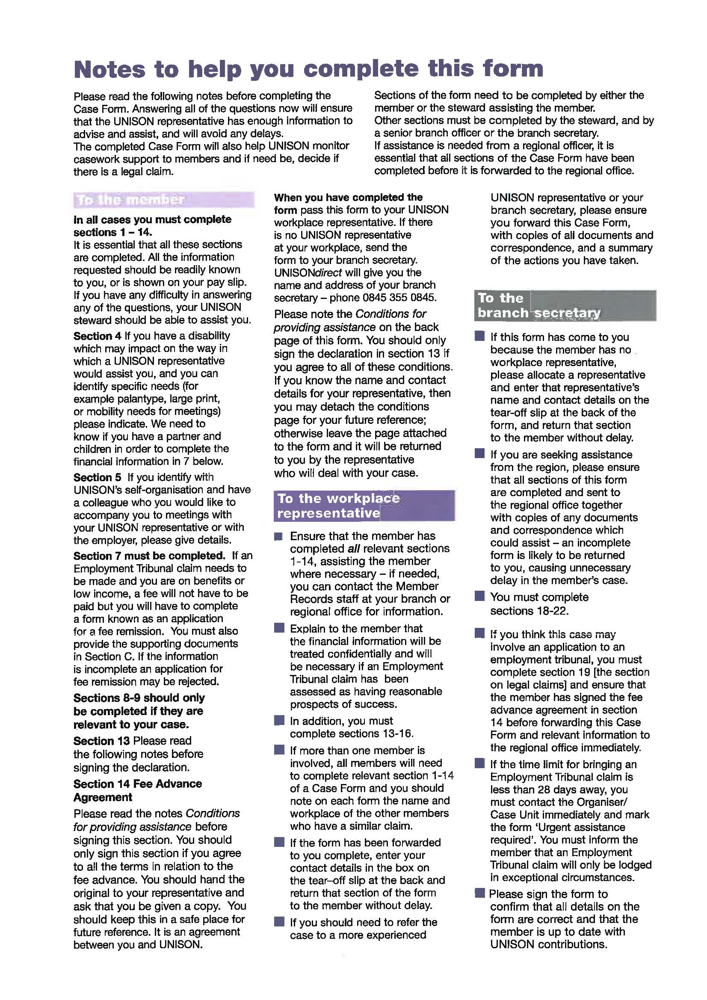 Notes to help you complete this form
Please read the following notes before completing the
Case Form. Answering all of the questions now will ensure
that the UNISON representative has enough information to
advise and assist, and will avoid any delays.
The completed Case Form will also help UNISON monitor
casework support to members and if need be, decide if
there is a legal claim.
Sections of the form need to be completed by either the
member or the steward assisting the member.
Other sections must be completed by the steward, and by
a senior branch officer or the branch secretary.
If assistance is needed from a regional officer, it is
essential that all sections of the Case Form have been
completed before it is forwarded to the regional office.
To the member
In all cases you must complete
sections 1 – 14.
It is essential that all these sections
are completed. All the information
requested should be readily known
to you, or is shown on your pay slip.
If you have any difficulty in answering
any of the questions, your UNISON
steward should be able to assist you.
Section 4 If you have a disability
which may impact on the way in
which a UNISON representative
would assist you, and you can
identify specific needs (for
example palantype, large print,
or mobility needs for meetings)
please indicate. We need to
know if you have a partner and
children in order to complete the
financial information in 7 below.
Section 5 If you identify with
UNISON's self-organisation and have
a colleague who you would like to
accompany you to meetings with
your UNISON representative or with
the employer, please give details.
Section 7 must be completed. If an
Employment Tribunal claim needs to
be made and you are on benefits or
low income, a fee will not have to be
paid but you will have to complete
a form known as an application
for a fee remission. You must also
provide the supporting documents
in Section C. If the information
is incomplete an application for
fee remission may be rejected.
Sections 8-9 should only
be completed if they are
relevant to your case.
Section 13 Please read
the following notes before
signing the declaration.
Section 14 Fee Advance
Agreement
Please read the notes Conditions
for providing assistance before
signing this section. You should
only sign this section if you agree
to all the terms in relation to the
fee advance. You should hand the
original to your representative and
ask that you be given a copy. You
should keep this in a safe place for
future reference. It is an agreement
between you and UNISON.
When you have completed the
form pass this form to your UNISON
workplace representative. If there
is no UNISON representative
at your workplace, send the
form to your branch secretary.
UNISONdirect will give you the
name and address of your branch
secretary – phone 0845 355 0845.
Please note the Conditions for
providing assistance on the back
page of this form. You should only
sign the declaration in section 13 if
you agree to all of these conditions.
If you know the name and contact
details for your representative, then
you may detach the conditions
page for your future reference;
otherwise leave the page attached
to the form and it will be returned
to you by the representative
who will deal with your case.
To the workplace
representative
■ Ensure that the member has
completed all relevant sections
1-14, assisting the member
where necessary – if needed,
you can contact the Member
Records staff at your branch or
regional office for information.
■ Explain to the member that
the financial information will be
treated confidentially and will
be necessary if an Employment
Tribunal claim has been
assessed as having reasonable
prospects of success.
■ In addition, you must
complete sections 13-16.
■ If more than one member is
involved, all members will need
to complete relevant section 1-14
of a Case Form and you should
note on each form the name and
workplace of the other members
who have a similar claim.
■ If the form has been forwarded
to you complete, enter your
contact details in the box on
the tear–off slip at the back and
return that section of the form
to the member without delay.
■ If you should need to refer the
case to a more experienced
UNISON representative or your
branch secretary, please ensure
you forward this Case Form,
with copies of all documents and
correspondence, and a summary
of the actions you have taken.
To the
branch secretary
■ If this form has come to you
because the member has no
workplace representative,
please allocate a representative
and enter that representative's
name and contact details on the
tear-off slip at the back of the
form, and return that section
to the member without delay.
■ If you are seeking assistance
from the region, please ensure
that all sections of this form
are completed and sent to
the regional office together
with copies of any documents
and correspondence which
could assist – an incomplete
form is likely to be returned
to you, causing unnecessary
delay in the member's case.
■ You must complete
sections 18-22.
■ If you think this case may
involve an application to an
employment tribunal, you must
complete section 19 [the section
on legal claims] and ensure that
the member has signed the fee
advance agreement in section
14 before forwarding this Case
Form and relevant information to
the regional office immediately.
■ If the time limit for bringing an
Employment Tribunal claim is
less than 28 days away, you
must contact the Organiser/
Case Unit immediately and mark
the form ‘Urgent assistance
required’. You must inform the
member that an Employment
Tribunal claim will only be lodged
in exceptional circumstances.
■ Please sign the form to
confirm that all details on the
form are correct and that the
member is up to date with
UNISON contributions.